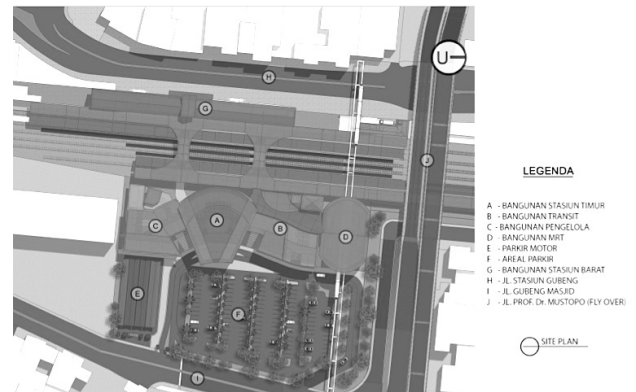 U
H
G
J
A
B
C
D
E
F
I
LEGENDA
A - BANGUNAN STASIUN TIMUR
B - BANGUNAN TRANSIT
C - BANGUNAN PENGELOLA
D - BANGUNAN MRT
E - PARKIR MOTOR
F - AREAL PARKIR
G - BANGUNAN STASIUN BARAT
H - JL. STASIUN GUBENG
I - JL. GUBENG MASJID
J - JL. PROF. Dr. MUSTOPO (FLY OVER)
SITE PLAN